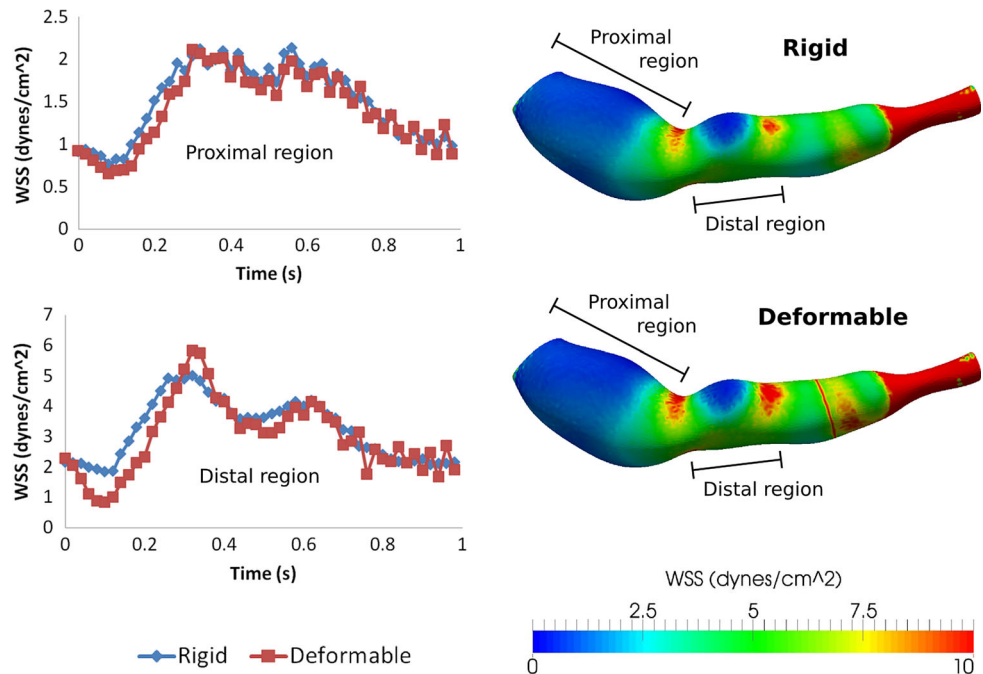 WSS (dynes/cm^2)
2.5
2
1.5
1
0.5
0
Proximal region
0 0.2 0.4 0.6 0.8 1
Time (s)
Proximal
region
Rigid
Distal region
WSS (dynes/cm^2)
7
6
5
4
3
2
1
0
Distal region
0 0.2 0.4 0.6 0.8 1
Time (s)
Proximal
region
Deformable
Distal region
Rigid Deformable
WSS (dynes/cm^2)
2.5 5 7.5
0 10